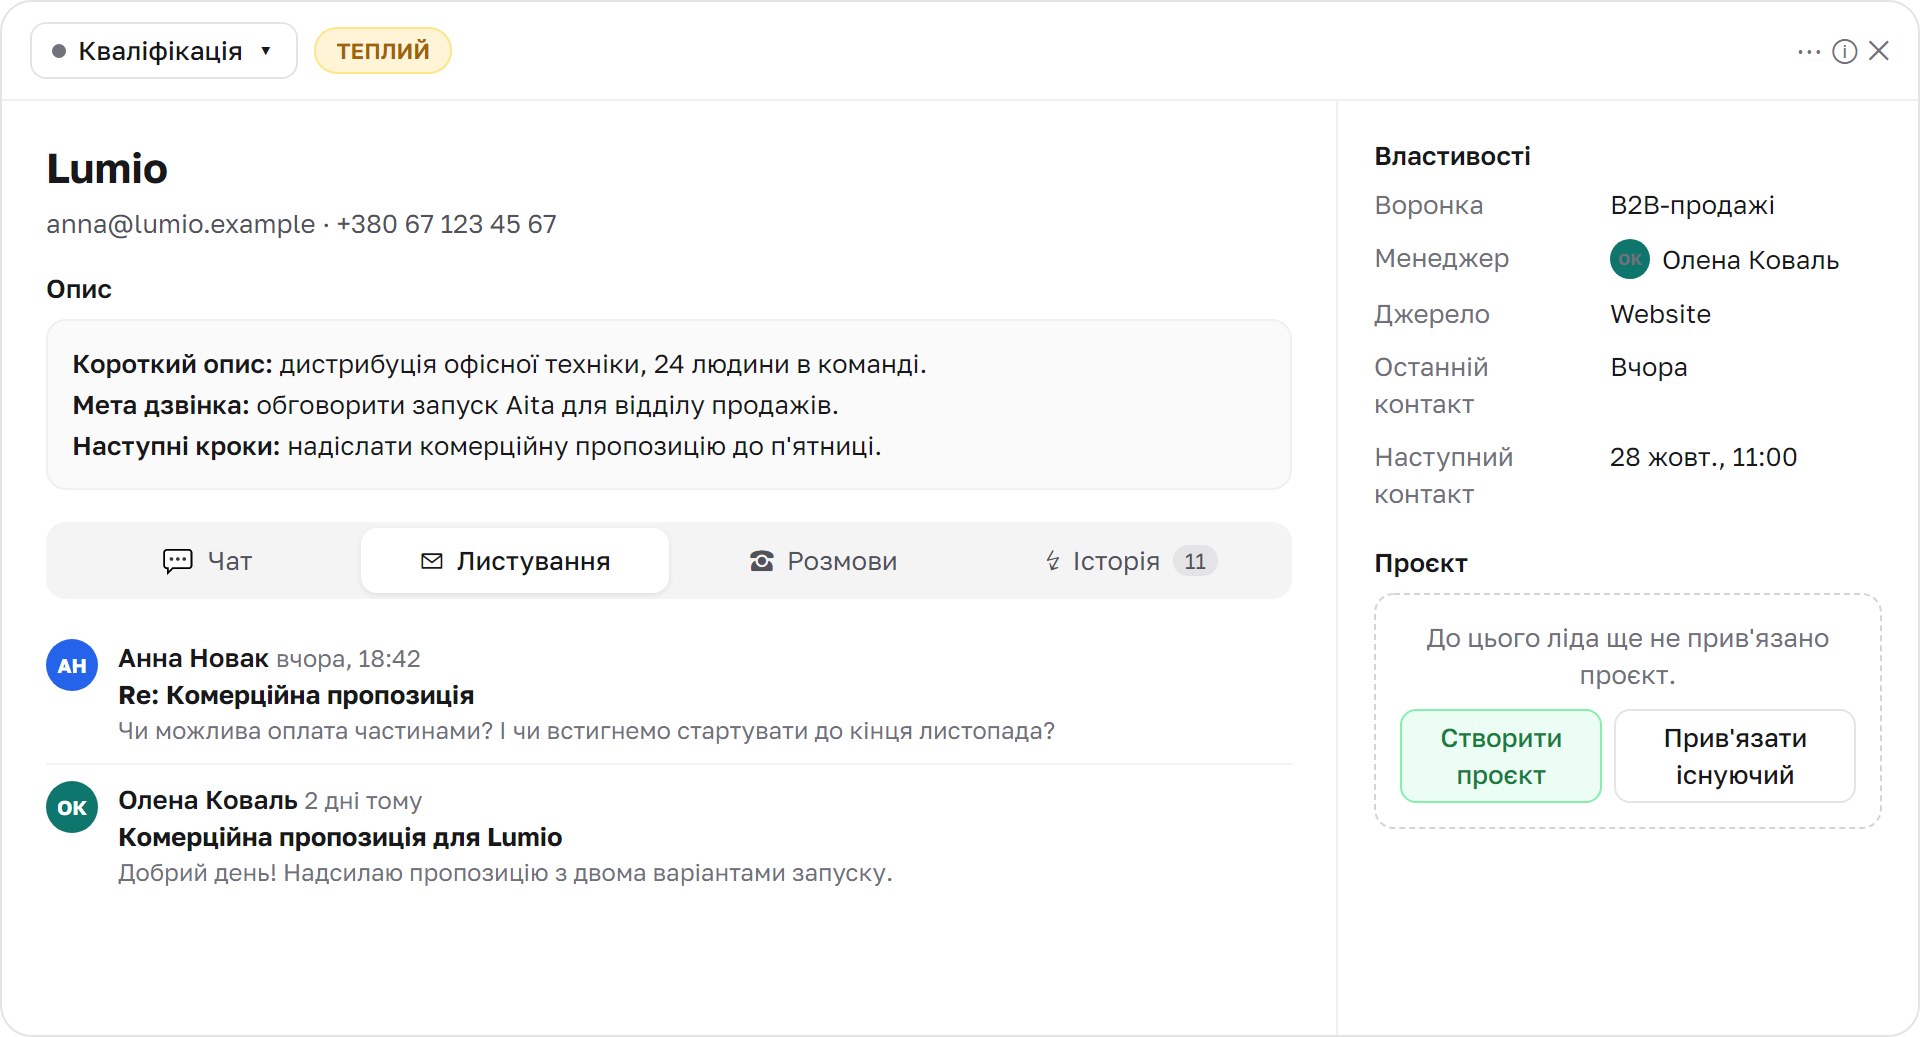 Кваліфікація ▼
ТЕПЛИЙ
Lumio
anna@lumio.example · +380 67 123 45 67
Опис
Короткий опис: дистрибуція офісної техніки, 24 людини в команді.
Мета дзвінка: обговорити запуск Aita для відділу продажів.
Наступні кроки: надіслати комерційну пропозицію до п'ятниці.
Чат
Листування
Розмови
Історія 11
АН
Анна Новак вчора, 18:42
Re: Комерційна пропозиція
Чи можлива оплата частинами? І чи встигнемо стартувати до кінця листопада?
ОК
Олена Коваль 2 дні тому
Комерційна пропозиція для Lumio
Добрий день! Надсилаю пропозицію з двома варіантами запуску.
Властивості
Воронка
B2B-продажі
Менеджер
ОК Олена Коваль
Джерело
Website
Останній
контакт
Вчора
Наступний
контакт
28 жовт., 11:00
Проєкт
До цього ліда ще не прив'язано
проєкт.
Створити
проєкт
Прив'язати
існуючий